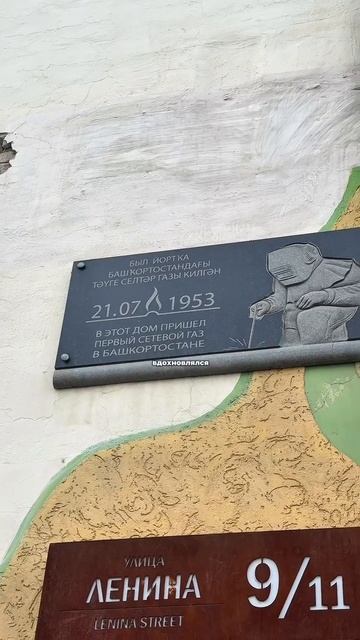 БЫЛ ЙОРТҠА
БАШҠОРТОСТАНДАҒЫ
ТӘҮГЕ СЕЛТӘР ГАЗЫ КИЛГӘН
21.07 1953
В ЭТОТ ДОМ ПРИШЕЛ
ПЕРВЫЙ СЕТЕВОЙ ГАЗ
В БАШКОРТОСТАНЕ
ВДОХНОВЛЯЛСЯ
УЛИЦА
ЛЕНИНА
LENINA STREET
9/11